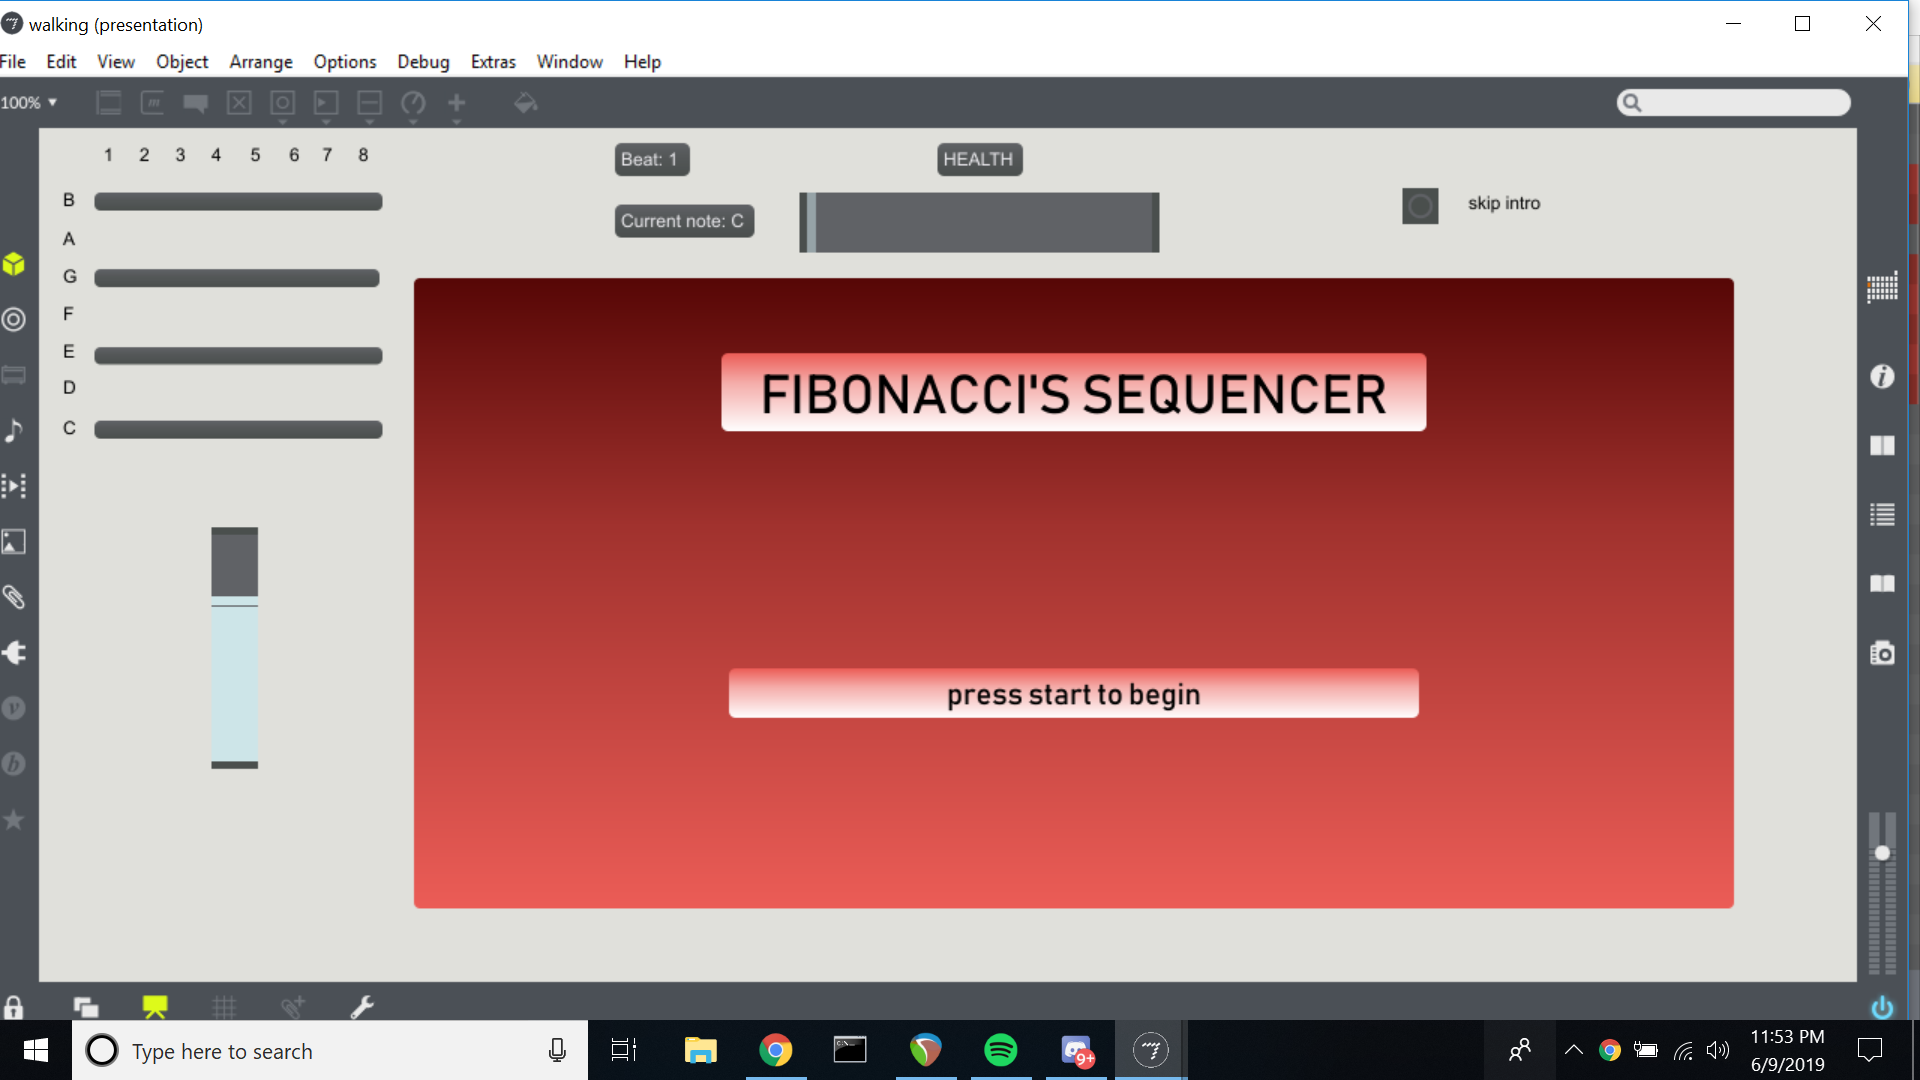 walking (presentation)
File Edit View Object Arrange Options Debug Extras Window Help
100%
1 2 3 4 5 6 7 8
Beat: 1
HEALTH
B
skip intro
Current note: C
A
G
F
E
D
C
FIBONACCI'S SEQUENCER
press start to begin
Type here to search
9+
11:53 PM
6/9/2019